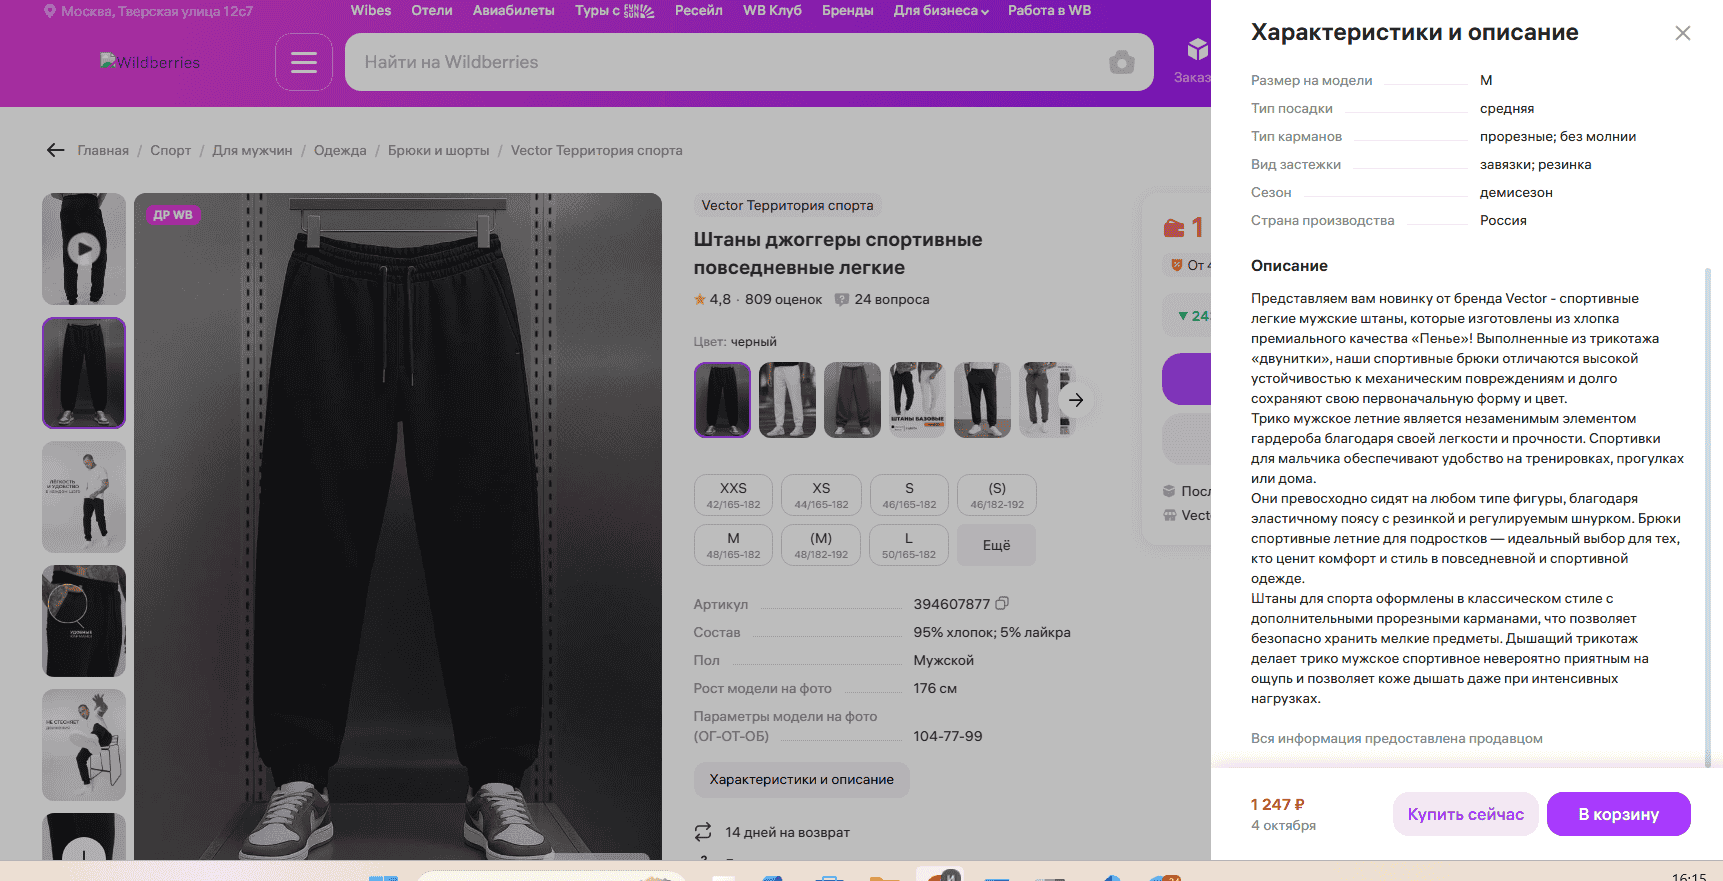 Москва, Тверская улица 12с7
Wibes Отели Авиабилеты Туры с FUN SUN Ресейл WB Клуб Бренды Для бизнеса Работа в WB
Wildberries
Найти на Wildberries
Заказ
Главная / Спорт / Для мужчин / Одежда / Брюки и шорты / Vector Территория спорта
ДР WB
Vector Территория спорта
Штаны джоггеры спортивные
повседневные легкие
4,8 · 809 оценок 24 вопроса
Цвет: черный
XXS
42/165-182
XS
44/165-182
S
46/165-182
(S)
46/182-192
M
48/165-182
(M)
48/182-192
L
50/165-182
Ещё
Артикул 394607877
Состав 95% хлопок; 5% лайкра
Пол Мужской
Рост модели на фото 176 см
Параметры модели на фото
(ОГ-ОТ-ОБ) 104-77-99
Характеристики и описание
14 дней на возврат
1
От 4
24
Посл
Vect
Характеристики и описание
Размер на модели M
Тип посадки средняя
Тип карманов прорезные; без молнии
Вид застежки завязки; резинка
Сезон демисезон
Страна производства Россия
Описание
Представляем вам новинку от бренда Vector - спортивные
легкие мужские штаны, которые изготовлены из хлопка
премиального качества «Пенье»! Выполненные из трикотажа
«двунитки», наши спортивные брюки отличаются высокой
устойчивостью к механическим повреждениям и долго
сохраняют свою первоначальную форму и цвет.
Трико мужское летние является незаменимым элементом
гардероба благодаря своей легкости и прочности. Спортивки
для мальчика обеспечивают удобство на тренировках, прогулках
или дома.
Они превосходно сидят на любом типе фигуры, благодаря
эластичному поясу с резинкой и регулируемым шнурком. Брюки
спортивные летние для подростков — идеальный выбор для тех,
кто ценит комфорт и стиль в повседневной и спортивной
одежде.
Штаны для спорта оформлены в классическом стиле с
дополнительными прорезными карманами, что позволяет
безопасно хранить мелкие предметы. Дышащий трикотаж
делает трико мужское спортивное невероятно приятным на
ощупь и позволяет коже дышать даже при интенсивных
нагрузках.
Вся информация предоставлена продавцом
1 247 ₽
4 октября
Купить сейчас
В корзину
16:15